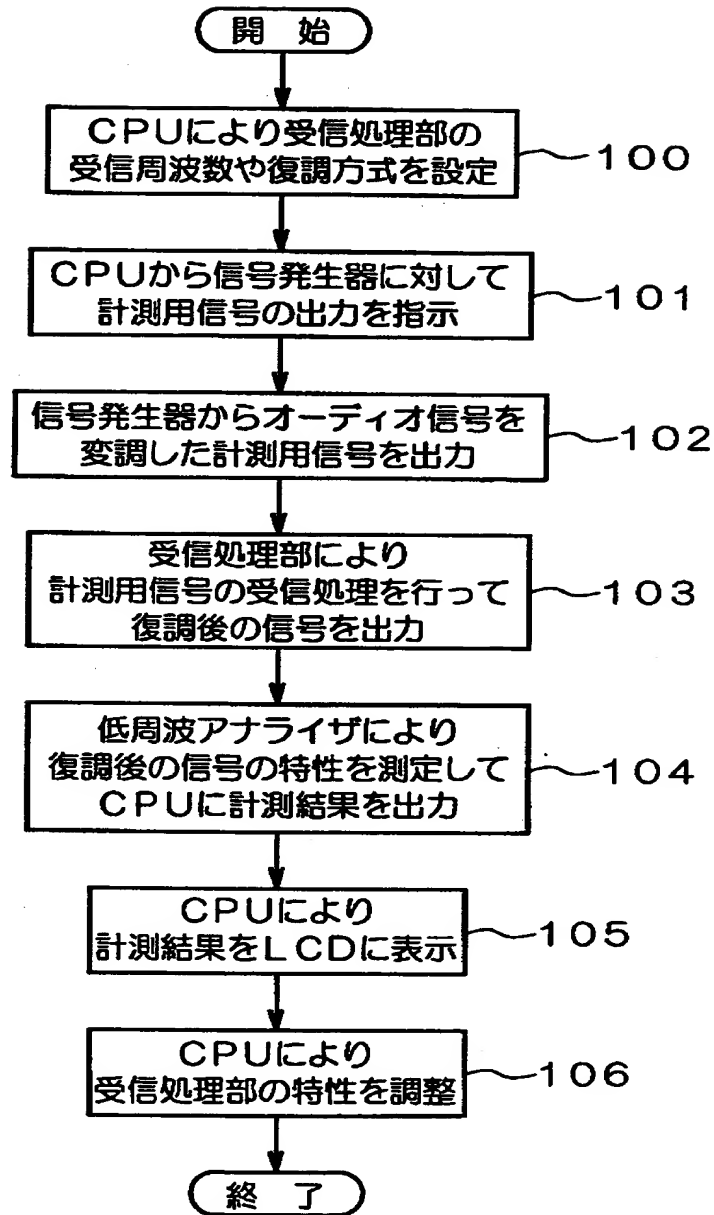 開 始
CPUにより受信処理部の
受信周波数や復調方式を設定
100
CPUから信号発生器に対して
計測用信号の出力を指示
101
信号発生器からオーディオ信号を
変調した計測用信号を出力
102
受信処理部により
計測用信号の受信処理を行って
復調後の信号を出力
103
低周波アナライザにより
復調後の信号の特性を測定して
CPUに計測結果を出力
104
CPUにより
計測結果をLCDに表示
105
CPUにより
受信処理部の特性を調整
106
終 了